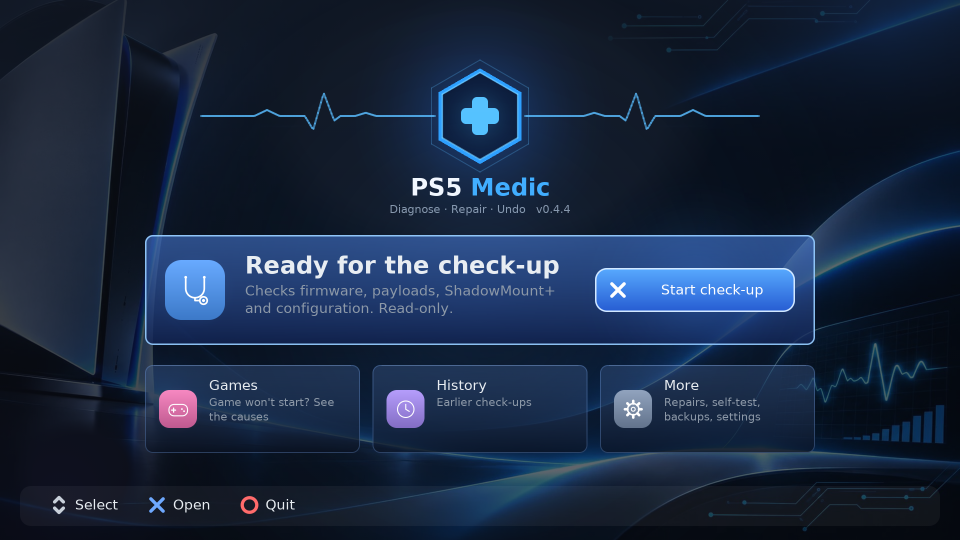 PS5 Medic
Diagnose · Repair · Undo v0.4.4
Ready for the check-up
Checks firmware, payloads, ShadowMount+
and configuration. Read-only.
Start check-up
Games
Game won't start? See
the causes
History
Earlier check-ups
More
Repairs, self-test,
backups, settings
Select
Open
Quit